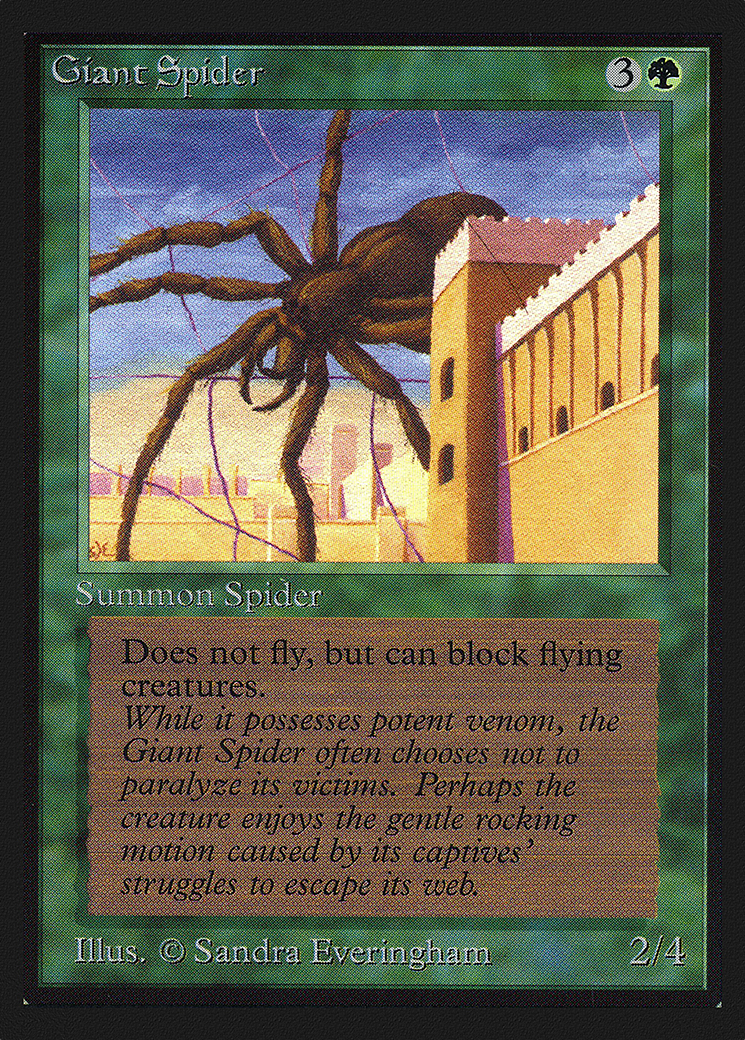 Giant Spider 3
Summon Spider
Does not fly, but can block flying
creatures.
While it possesses potent venom, the
Giant Spider often chooses not to
paralyze its victims. Perhaps the
creature enjoys the gentle rocking
motion caused by its captives'
struggles to escape its web.
Illus. © Sandra Everingham 2/4